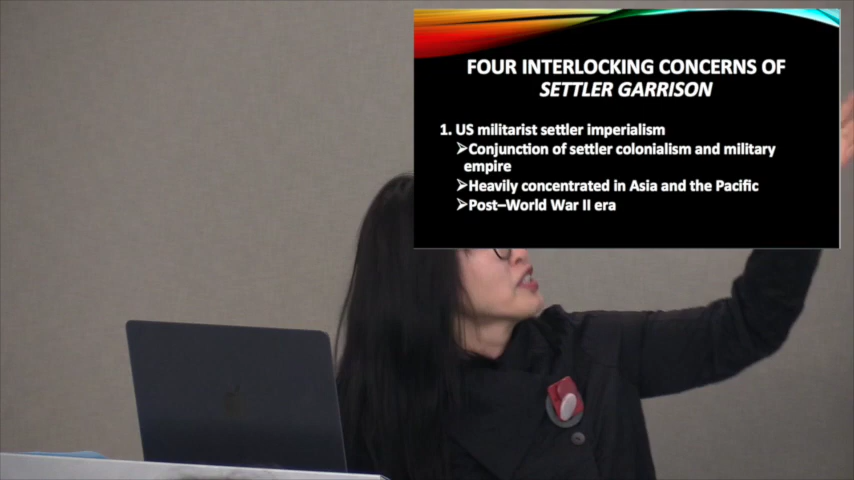 FOUR INTERLOCKING CONCERNS OF
SETTLER GARRISON
1. US militarist settler imperialism
➢Conjunction of settler colonialism and military
empire
➢Heavily concentrated in Asia and the Pacific
➢Post–World War II era